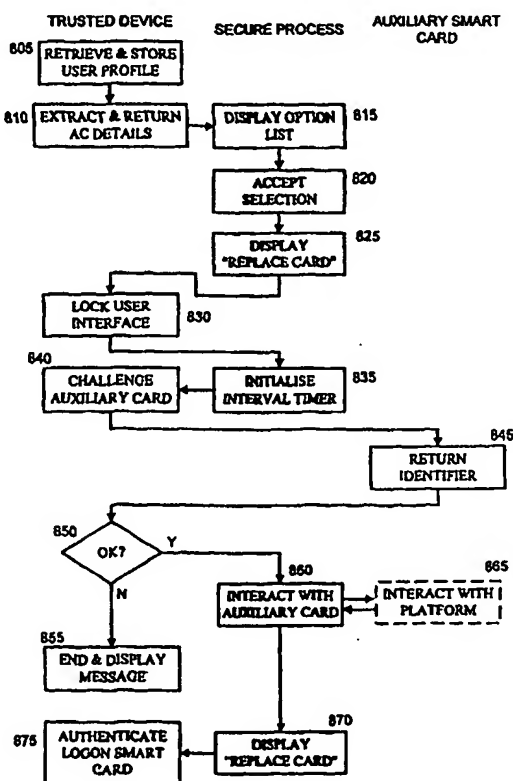 TRUSTED DEVICE
SECURE PROCESS
AUXILIARY SMART
CARD
805
RETRIEVE & STORE
USER PROFILE
810
EXTRACT & RETURN
AC DETAILS
DISPLAY OPTION
LIST
815
ACCEPT
SELECTION
820
DISPLAY
"REPLACE CARD"
825
LOCK USER
INTERFACE
830
INITIALISE
INTERVAL TIMER
835
840
CHALLENGE
AUXILIARY CARD
845
RETURN
IDENTIFIER
850
OK?
Y
N
855
END & DISPLAY
MESSAGE
860
INTERACT WITH
AUXILIARY CARD
865
INTERACT WITH
PLATFORM
870
DISPLAY
"REPLACE CARD"
875
AUTHENTICATE
LOGON SMART
CARD